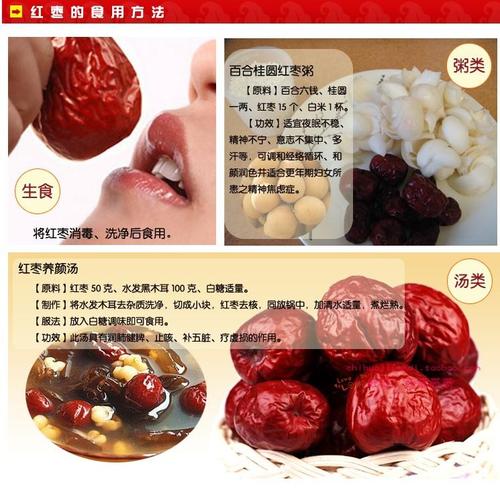 红枣的食用方法
生食
将红枣消毒、洗净后食用。
粥类
百合桂圆红枣粥
【原料】百合六钱、桂圆
一两、红枣15个、白米1杯。
【功效】适宜夜眠不稳、
精神不宁、意志不集中、多
汗等，可调和经络循环、和
颜润色并适合更年期妇女所
患之精神焦虑症。
汤类
红枣养颜汤
【原料】红枣50克、水发黑木耳100克、白糖适量。
【制作】将水发木耳去杂质洗净，切成小块，红枣去核，同放锅中，加清水适量，煮烂熟。
【服法】放入白糖调味即可食用。
【功效】此汤具有润肺健脾、止咳、补五脏、疗虚损的作用。